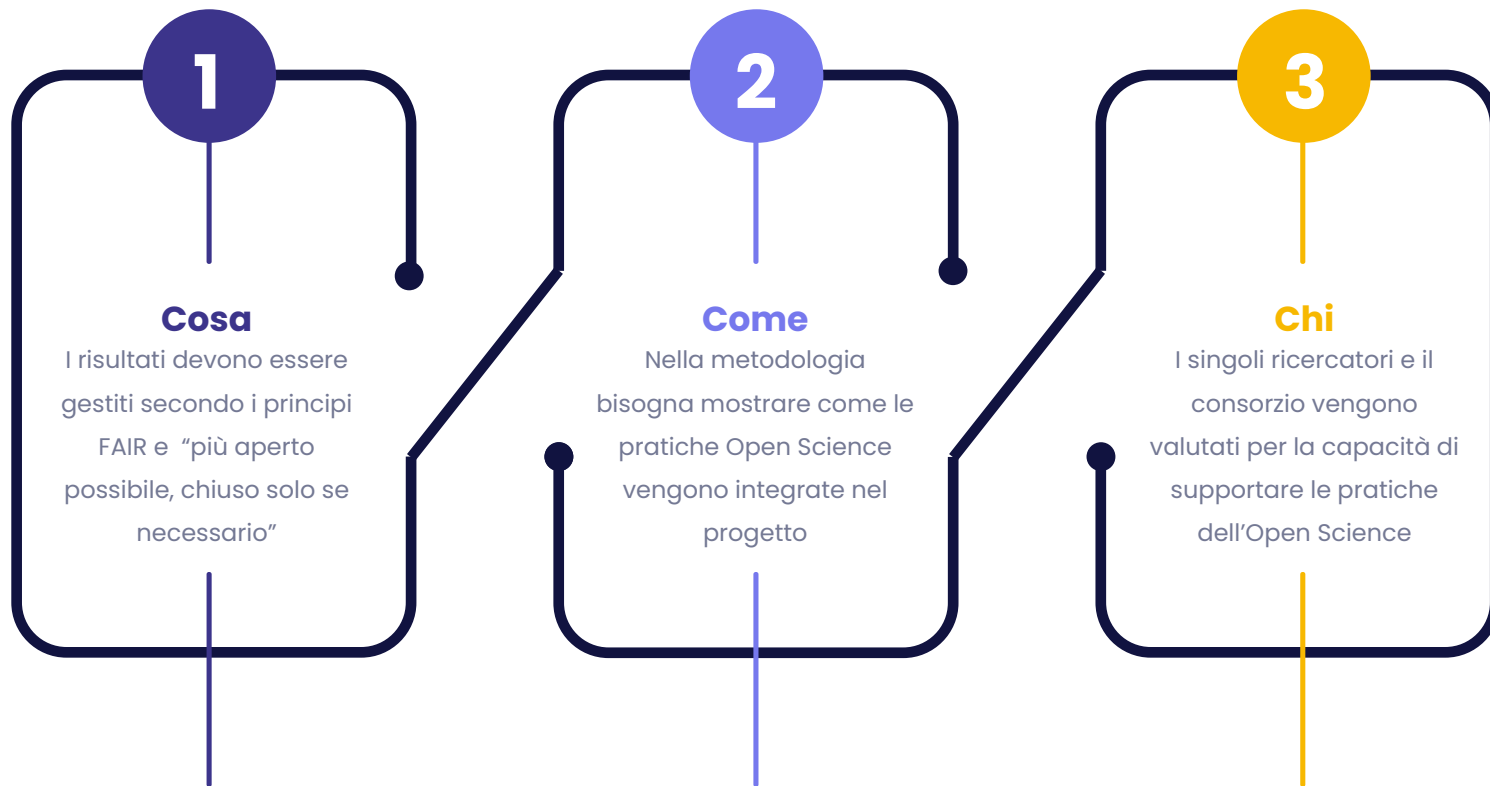 1
Cosa
I risultati devono essere
gestiti secondo i principi
FAIR e “più aperto
possibile, chiuso solo se
necessario”
2
Come
Nella metodologia
bisogna mostrare come le
pratiche Open Science
vengono integrate nel
progetto
3
Chi
I singoli ricercatori e il
consorzio vengono
valutati per la capacità di
supportare le pratiche
dell’Open Science